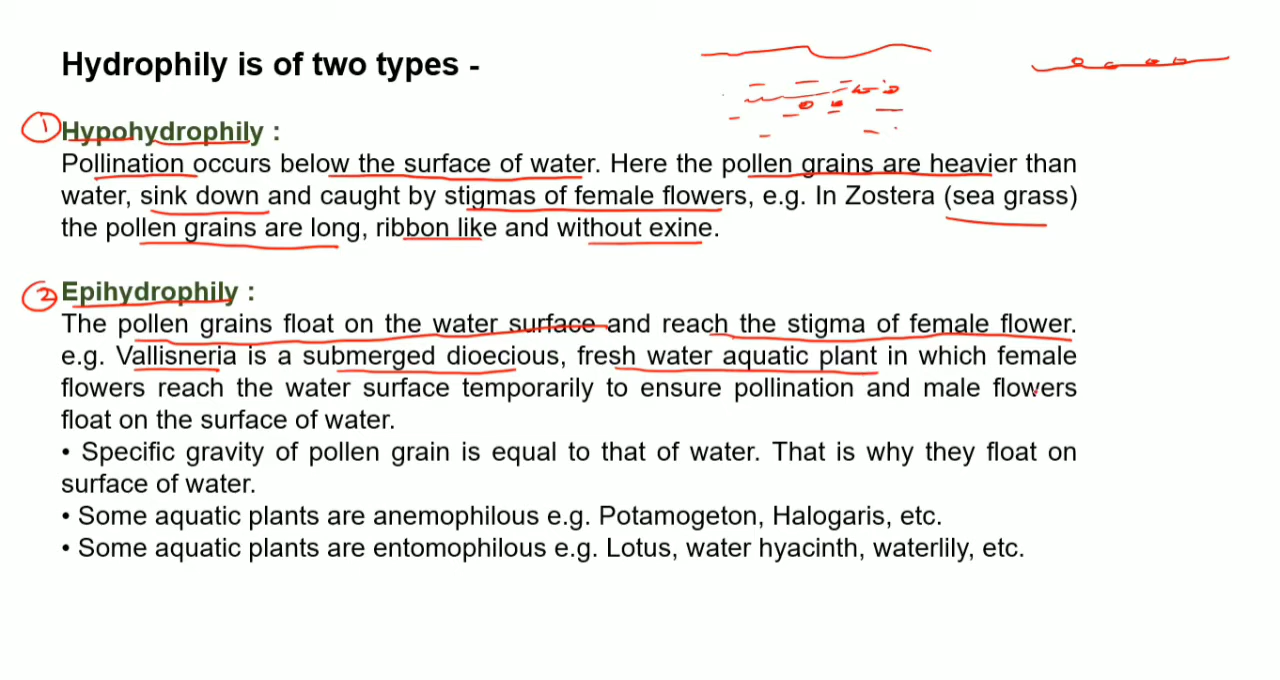 Hydrophily is of two types -
1 Hypohydrophily :
Pollination occurs below the surface of water. Here the pollen grains are heavier than
water, sink down and caught by stigmas of female flowers, e.g. In Zostera (sea grass)
the pollen grains are long, ribbon like and without exine.
2 Epihydrophily :
The pollen grains float on the water surface and reach the stigma of female flower.
e.g. Vallisneria is a submerged dioecious, fresh water aquatic plant in which female
flowers reach the water surface temporarily to ensure pollination and male flowers
float on the surface of water.
• Specific gravity of pollen grain is equal to that of water. That is why they float on
surface of water.
• Some aquatic plants are anemophilous e.g. Potamogeton, Halogaris, etc.
• Some aquatic plants are entomophilous e.g. Lotus, water hyacinth, waterlily, etc.